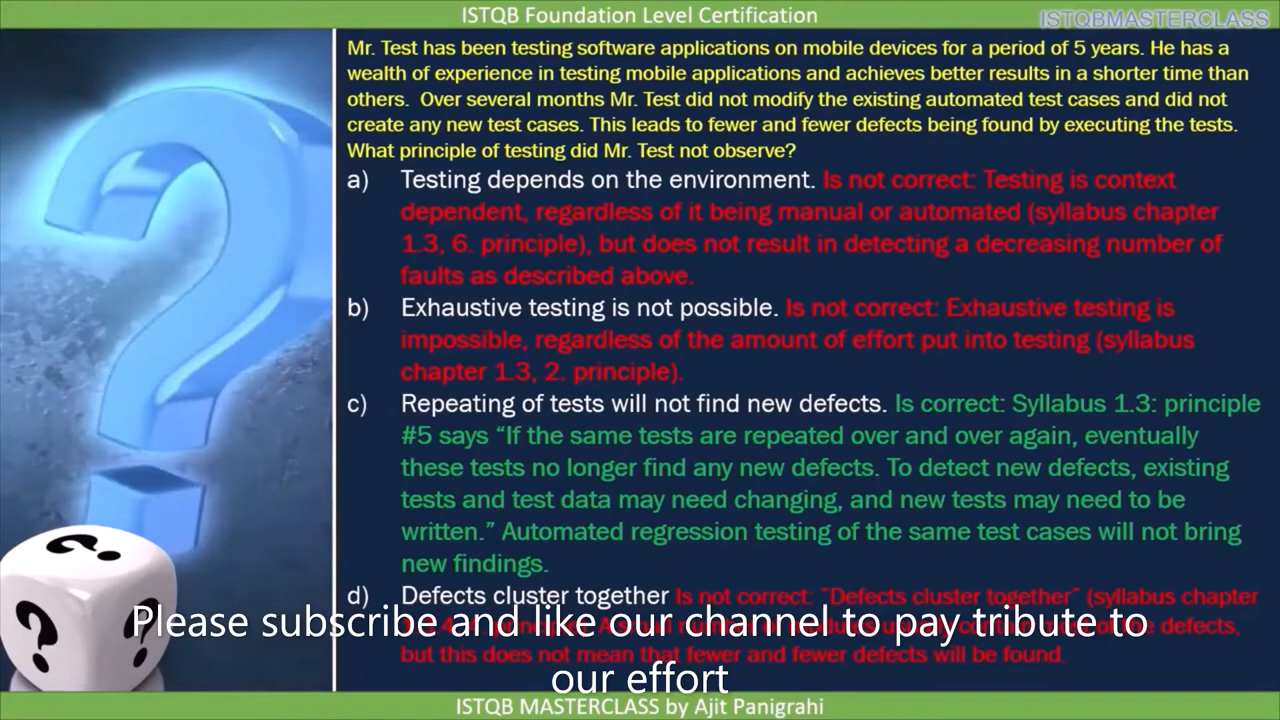 ISTQB Foundation Level Certification
ISTQBMASTERCLASS
Mr. Test has been testing software applications on mobile devices for a period of 5 years. He has a
wealth of experience in testing mobile applications and achieves better results in a shorter time than
others. Over several months Mr. Test did not modify the existing automated test cases and did not
create any new test cases. This leads to fewer and fewer defects being found by executing the tests.
What principle of testing did Mr. Test not observe?
a) Testing depends on the environment. Is not correct: Testing is context
dependent, regardless of it being manual or automated (syllabus chapter
1.3, 6. principle), but does not result in detecting a decreasing number of
faults as described above.
b) Exhaustive testing is not possible. Is not correct: Exhaustive testing is
impossible, regardless of the amount of effort put into testing (syllabus
chapter 1.3, 2. principle).
c) Repeating of tests will not find new defects. Is correct: Syllabus 1.3: principle
#5 says “If the same tests are repeated over and over again, eventually
these tests no longer find any new defects. To detect new defects, existing
tests and test data may need changing, and new tests may need to be
written.” Automated regression testing of the same test cases will not bring
new findings.
d) Defects cluster together Is not correct: “Defects cluster together” (syllabus chapter
defects,
but this does not mean that fewer and fewer defects will be found.
Please subscribe and like our channel to pay tribute to
our effort
ISTQB MASTERCLASS by Ajit Panigrahi